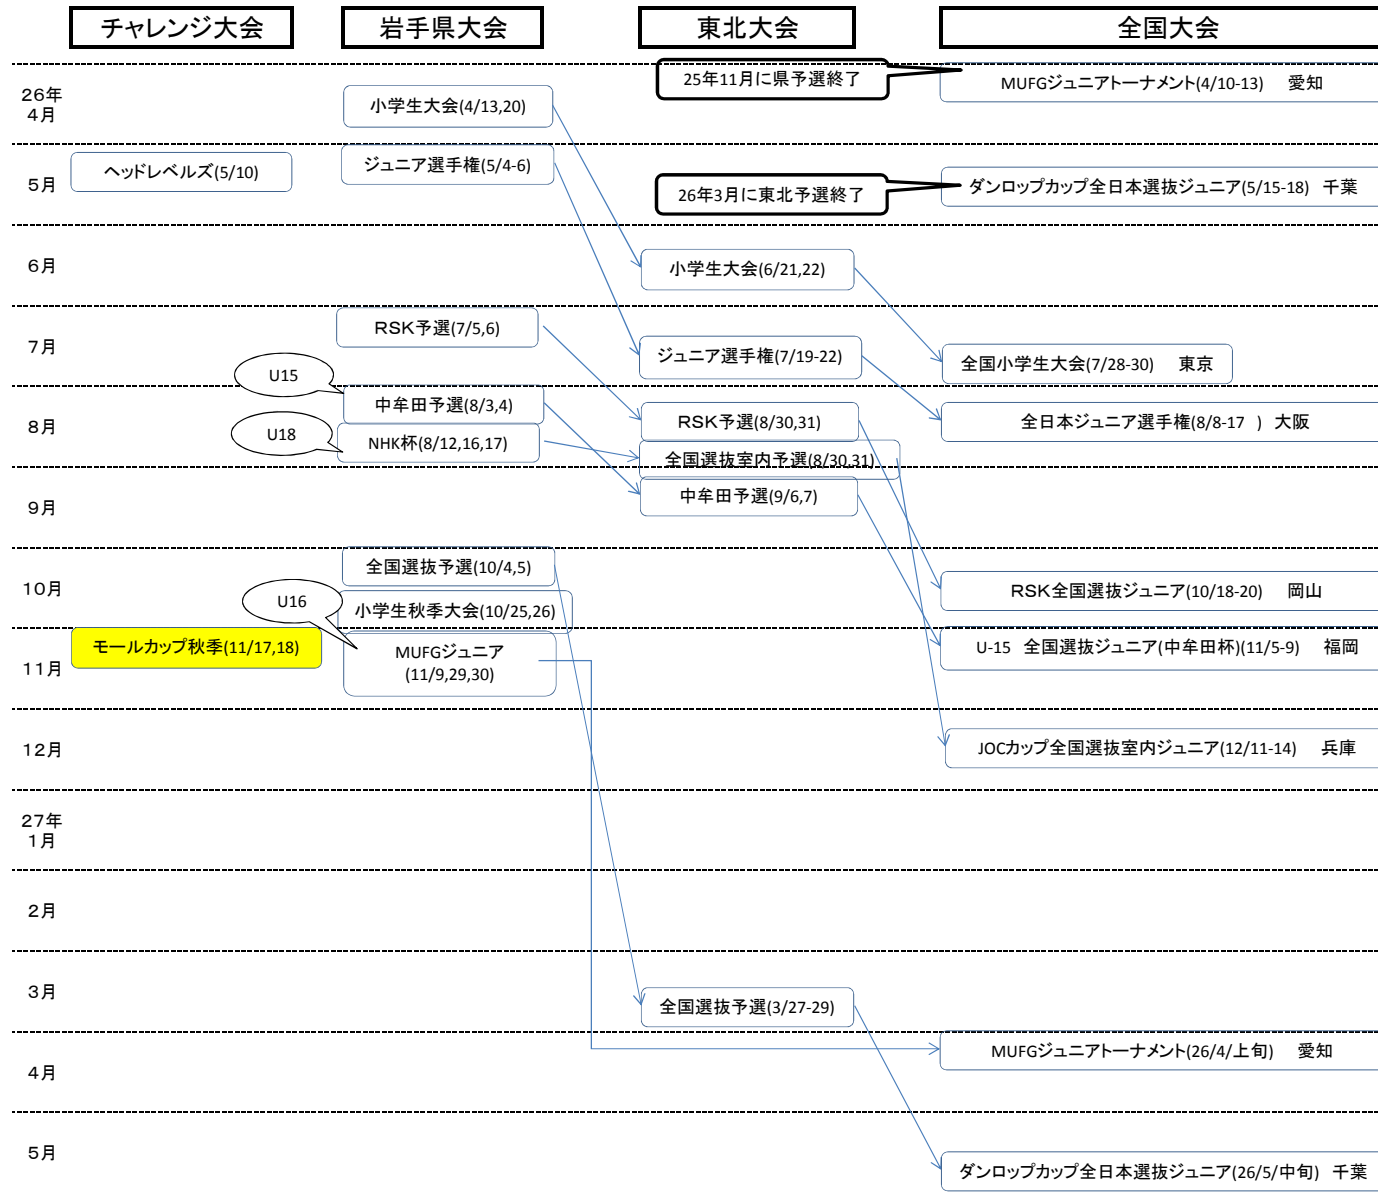 チャレンジ大会
岩手県大会
東北大会
全国大会
26年
4月
小学生大会(4/13,20)
25年11月に県予選終了
MUFGジュニアトーナメント(4/10-13)　愛知
5月
ヘッドレベルズ(5/10)
ジュニア選手権(5/4-6)
26年3月に東北予選終了
ダンロップカップ全日本選抜ジュニア(5/15-18)　千葉
6月
小学生大会(6/21,22)
7月
RSK予選(7/5,6)
ジュニア選手権(7/19-22)
全国小学生大会(7/28-30)　東京
U15
8月
中牟田予選(8/3,4)
RSK予選(8/30,31)
全日本ジュニア選手権(8/8-17　)　大阪
U18
NHK杯(8/12,16,17)
全国選抜室内予選(8/30,31)
9月
中牟田予選(9/6,7)
10月
全国選抜予選(10/4,5)
RSK全国選抜ジュニア(10/18-20)　岡山
U16
小学生秋季大会(10/25,26)
11月
モールカップ秋季(11/17,18)
MUFGジュニア
(11/9,29,30)
U-15　全国選抜ジュニア(中牟田杯)(11/5-9)　福岡
12月
JOCカップ全国選抜室内ジュニア(12/11-14)　兵庫
27年
1月
2月
3月
全国選抜予選(3/27-29)
4月
MUFGジュニアトーナメント(26/4/上旬)　愛知
5月
ダンロップカップ全日本選抜ジュニア(26/5/中旬)　千葉